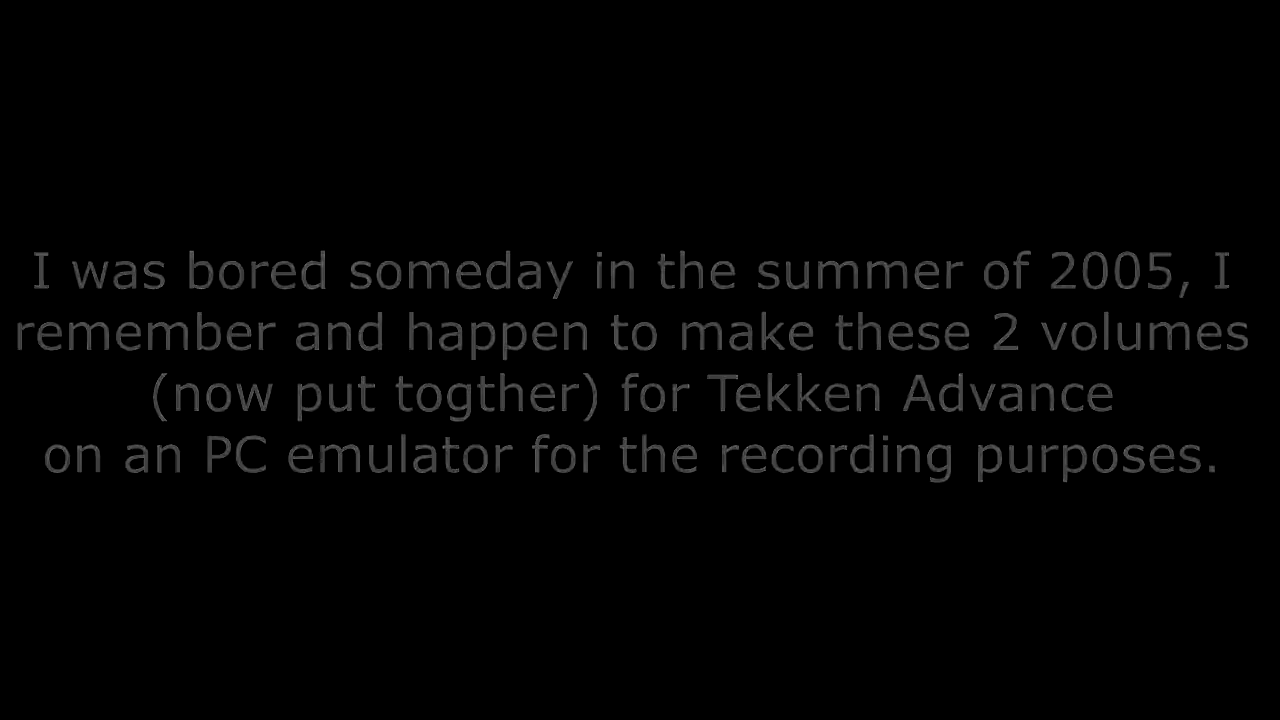 I was bored someday in the summer of 2005, I
remember and happen to make these 2 volumes
(now put togther) for Tekken Advance
on an PC emulator for the recording purposes.